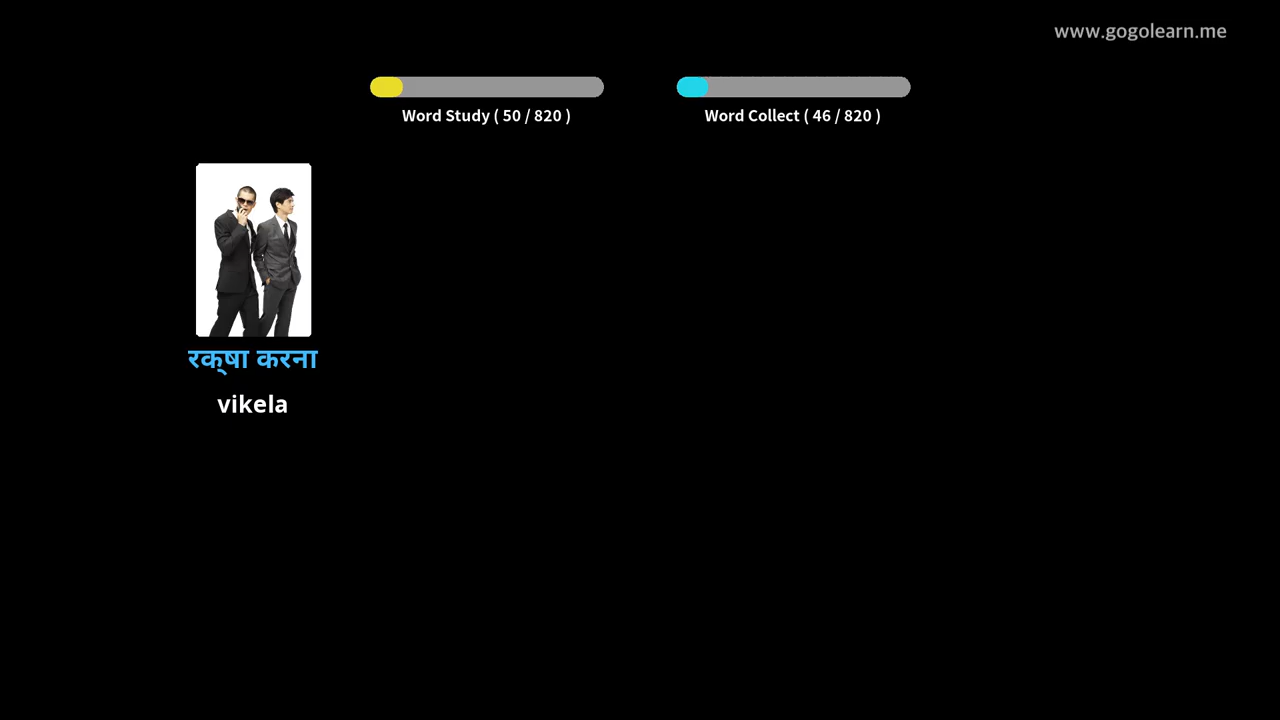 www.gogolearn.me
Word Study ( 50 / 820 )
Word Collect ( 46 / 820 )
रक्षा करना
vikela